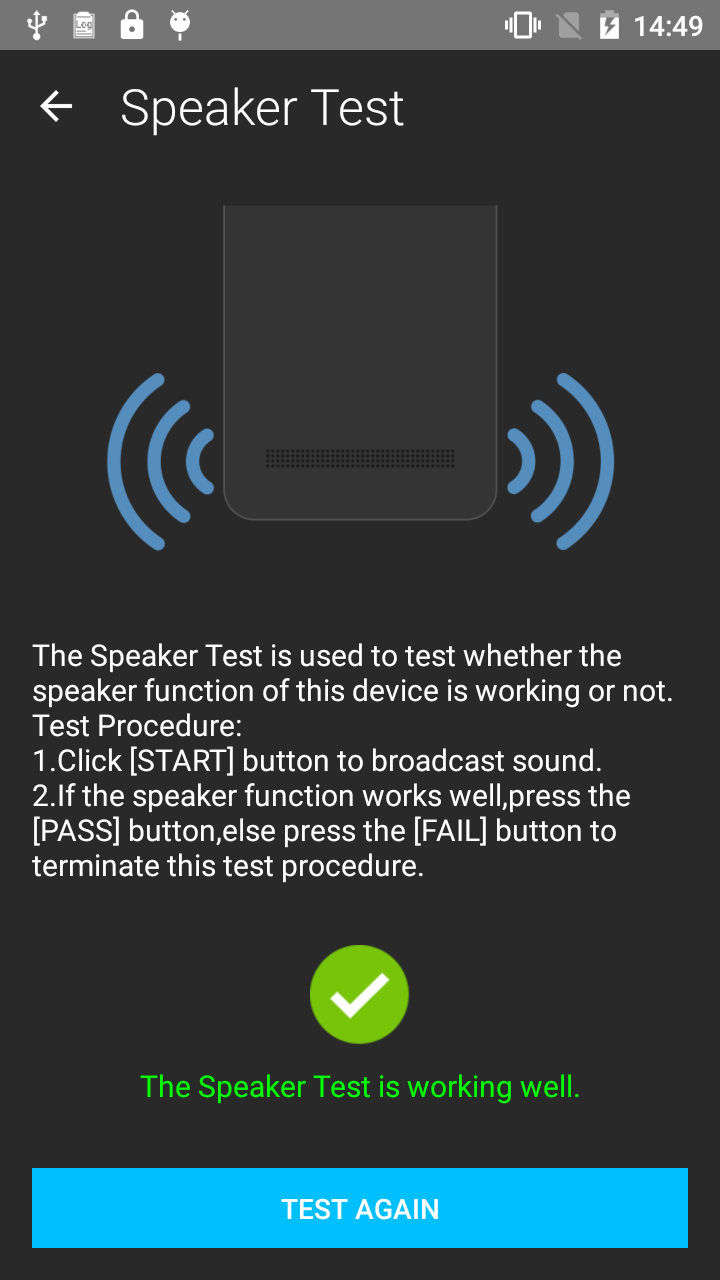 Log
14:49
Speaker Test
The Speaker Test is used to test whether the
speaker function of this device is working or not.
Test Procedure:
1.Click [START] button to broadcast sound.
2.If the speaker function works well,press the
[PASS] button,else press the [FAIL] button to
terminate this test procedure.
The Speaker Test is working well.
TEST AGAIN